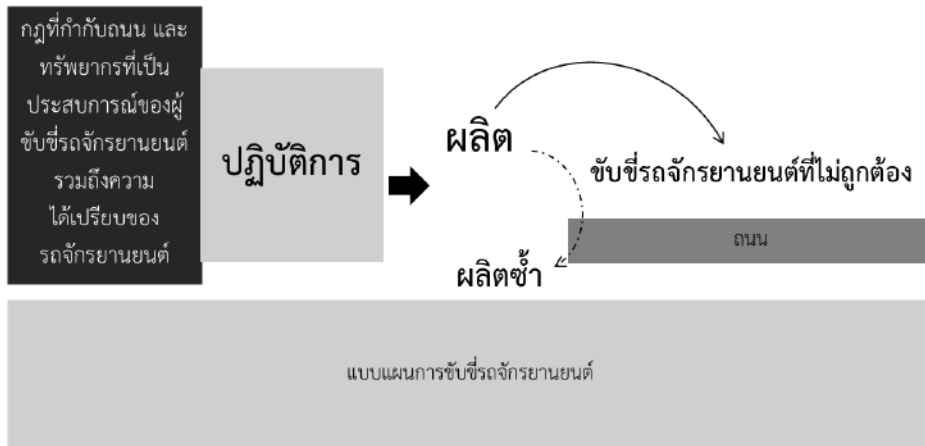 กฎที่กำกับถนน และ
ทรัพยากรที่เป็น
ประสบการณ์ของผู้
ขับขี่รถจักรยานยนต์
รวมถึงความ
ได้เปรียบของ
รถจักรยานยนต์
ปฏิบัติการ
ผลิต
ขับขี่รถจักรยานยนต์ที่ไม่ถูกต้อง
ถนน
ผลิตซ้ำ
แบบแผนการขับขี่รถจักรยานยนต์